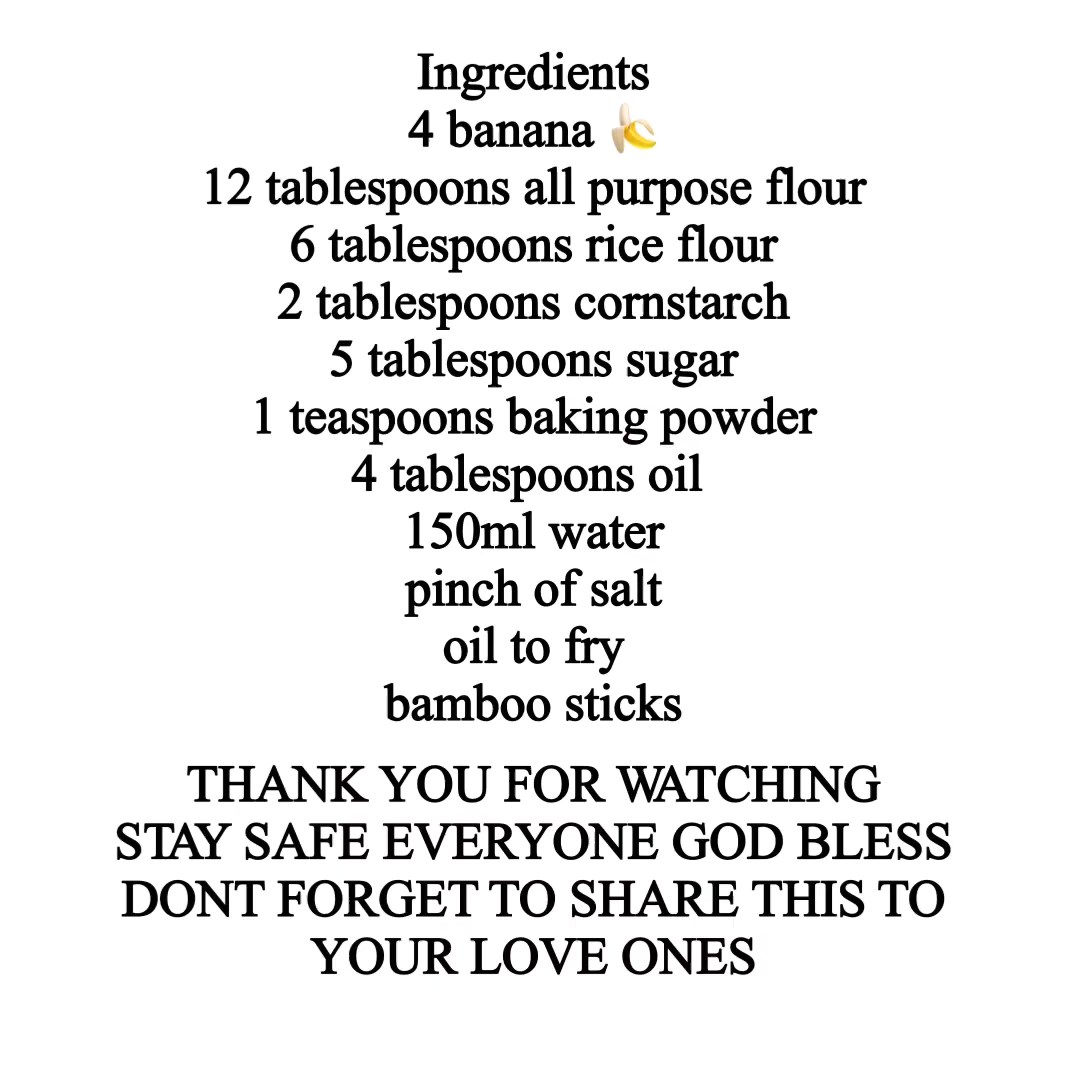 Ingredients
4 banana 🍌
12 tablespoons all purpose flour
6 tablespoons rice flour
2 tablespoons cornstarch
5 tablespoons sugar
1 teaspoons baking powder
4 tablespoons oil
150ml water
pinch of salt
oil to fry
bamboo sticks
THANK YOU FOR WATCHING
STAY SAFE EVERYONE GOD BLESS
DONT FORGET TO SHARE THIS TO
YOUR LOVE ONES